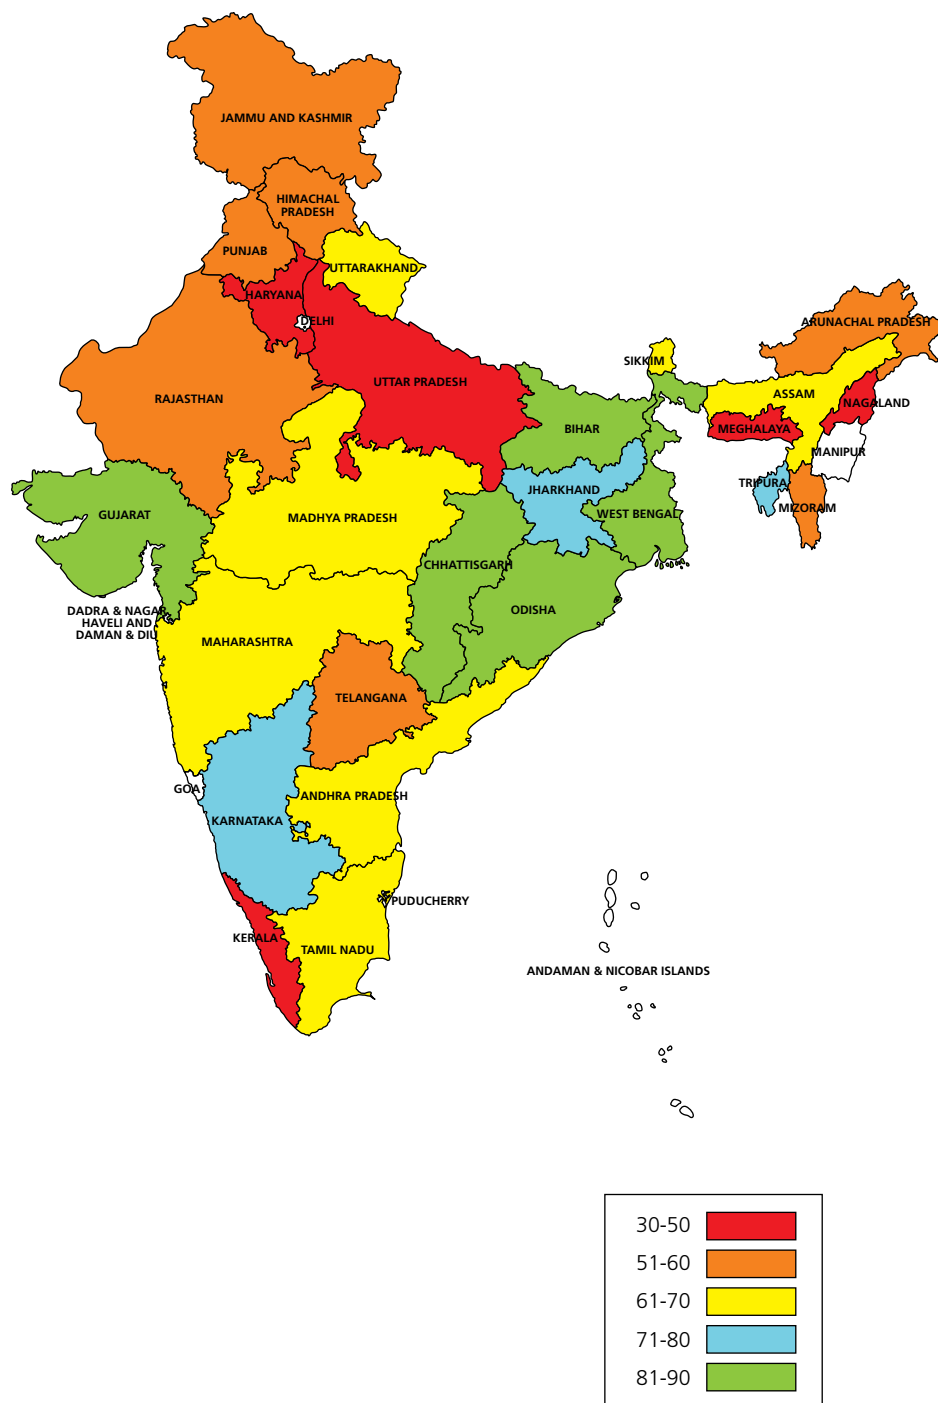 JAMMU AND KASHMIR
HIMACHAL
PRADESH
PUNJAB
UTTARAKHAND
HARYANA
DELHI
ARUNACHAL PRADESH
SIKKIM
UTTAR PRADESH
RAJASTHAN
ASSAM
NAGALAND
BIHAR
MEGHALAYA
MANIPUR
TRIPURA
JHARKHAND
MIZORAM
GUJARAT
MADHYA PRADESH
WEST BENGAL
CHHATTISGARH
DADRA & NAGAR
HAVELI AND
DAMAN & DIU
ODISHA
MAHARASHTRA
TELANGANA
GOA
ANDHRA PRADESH
KARNATAKA
PUDUCHERRY
KERALA
TAMIL NADU
ANDAMAN & NICOBAR ISLANDS
30-50
51-60
61-70
71-80
81-90